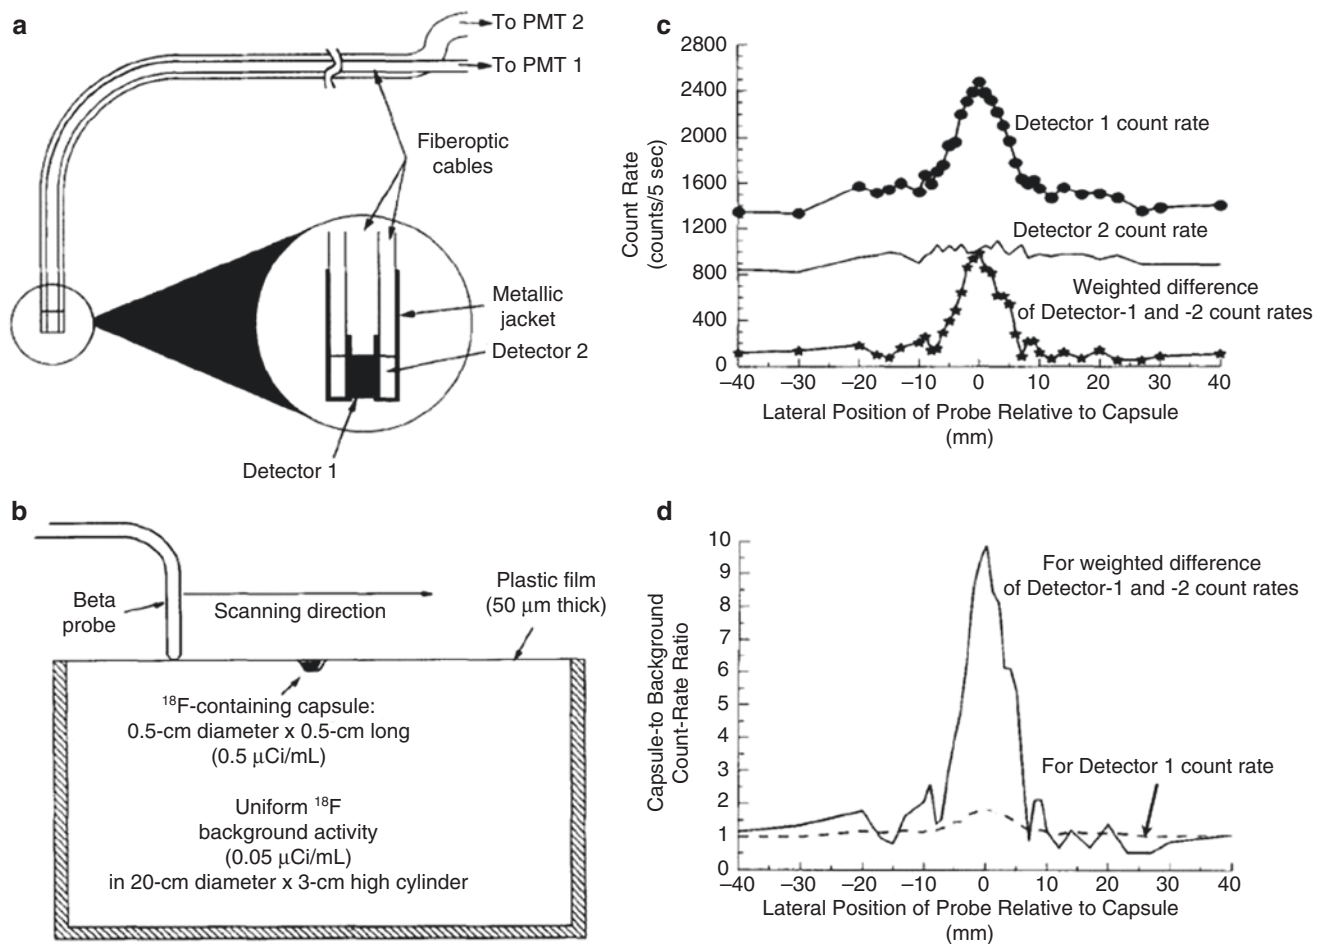 a
To PMT 2
To PMT 1
Fiberoptic
cables
Metallic
jacket
Detector 2
Detector 1
b
Beta
probe
Scanning direction
Plastic film
(50 μm thick)
¹⁸F-containing capsule:
0.5-cm diameter x 0.5-cm long
(0.5 μCi/mL)
Uniform ¹⁸F
background activity
(0.05 μCi/mL)
in 20-cm diameter x 3-cm high cylinder
c
Count Rate
(counts/5 sec)
2800
2400
2000
1600
1200
800
400
0
Detector 1 count rate
Detector 2 count rate
Weighted difference
of Detector-1 and -2 count rates
–40 –30 –20 –10 0 10 20 30 40
Lateral Position of Probe Relative to Capsule
(mm)
d
Capsule-to Background
Count-Rate Ratio
10
9
8
7
6
5
4
3
2
1
0
For weighted difference
of Detector-1 and -2 count rates
For Detector 1 count rate
–40 –30 –20 –10 0 10 20 30 40
Lateral Position of Probe Relative to Capsule
(mm)